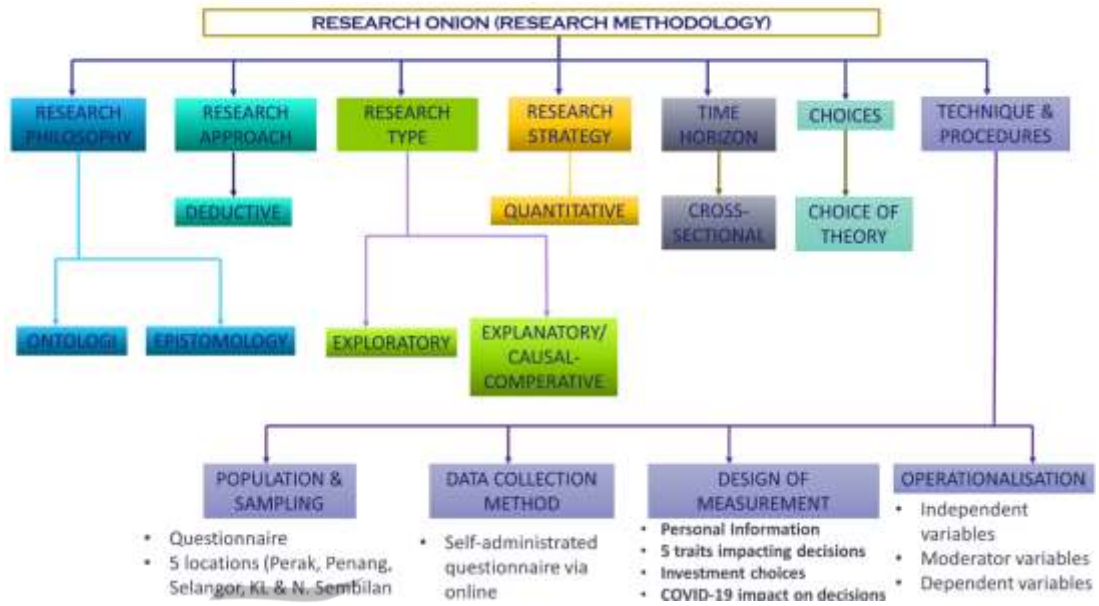 RESEARCH ONION (RESEARCH METHODOLOGY)
RESEARCH
PHILOSOPHY
RESEARCH
APPROACH
RESEARCH
TYPE
RESEARCH
STRATEGY
TIME
HORIZON
CHOICES
TECHNIQUE &
PROCEDURES
DEDUCTIVE
QUANTITATIVE
CROSS-
SECTIONAL
CHOICE OF
THEORY
ONTOLOGI
EPISTOMOLOGY
EXPLORATORY
EXPLANATORY/
CAUSAL-
COMPERATIVE
POPULATION &
SAMPLING
• Questionnaire
• 5 locations (Perak, Penang,
Selangor, KL & N. Sembilan
DATA COLLECTION
METHOD
• Self-administrated
questionnaire via
online
DESIGN OF
MEASUREMENT
• Personal Information
• 5 traits impacting decisions
• Investment choices
• COVID-19 impact on decisions
OPERATIONALISATION
• Independent
variables
• Moderator variables
• Dependent variables